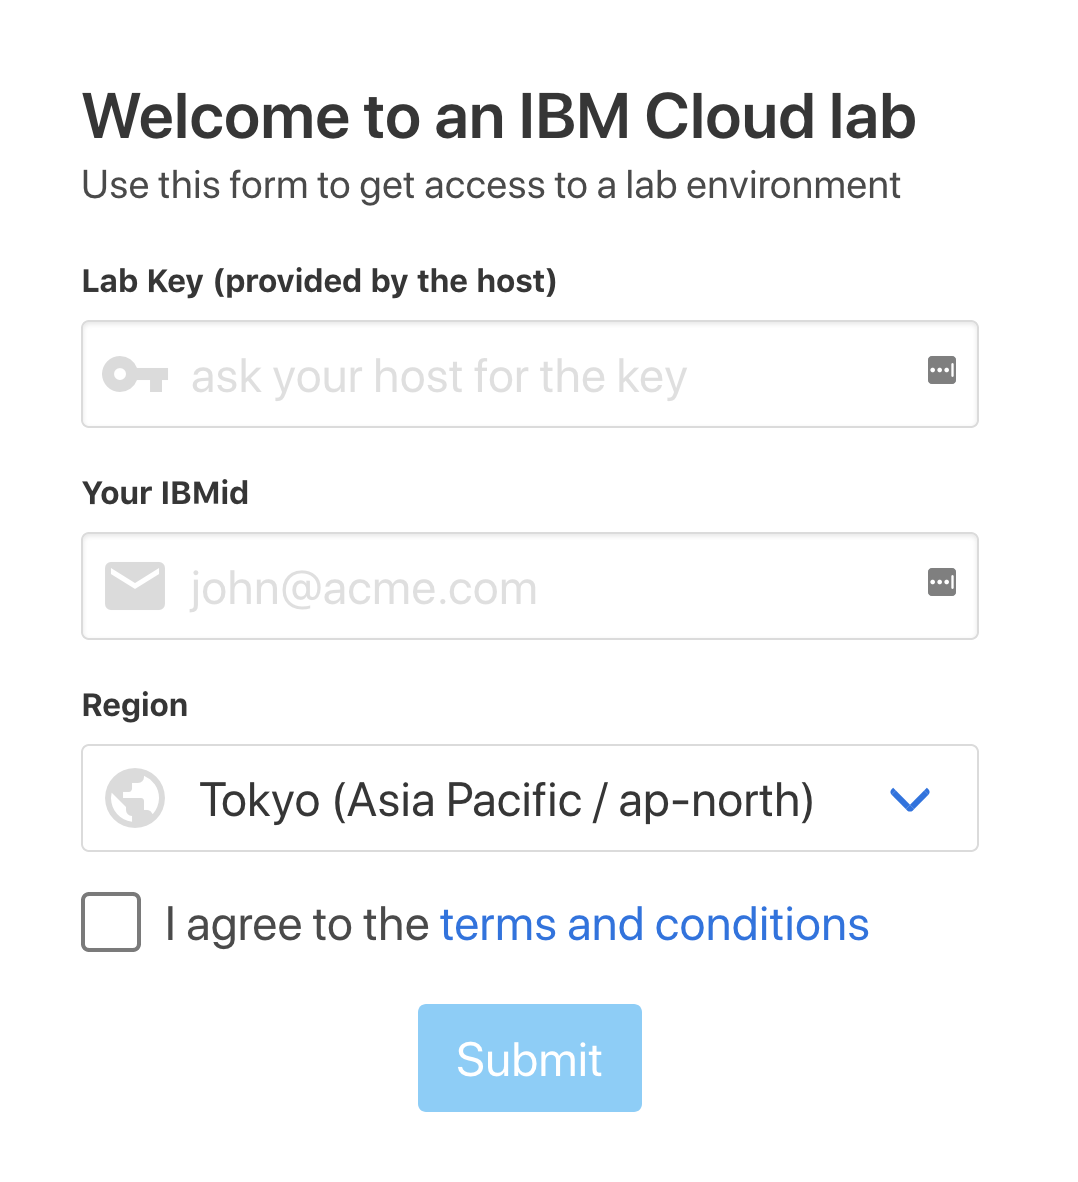 Welcome to an IBM Cloud lab
Use this form to get access to a lab environment
Lab Key (provided by the host)
ask your host for the key
Your IBMid
john@acme.com
Region
Tokyo (Asia Pacific / ap-north)
I agree to the terms and conditions
Submit